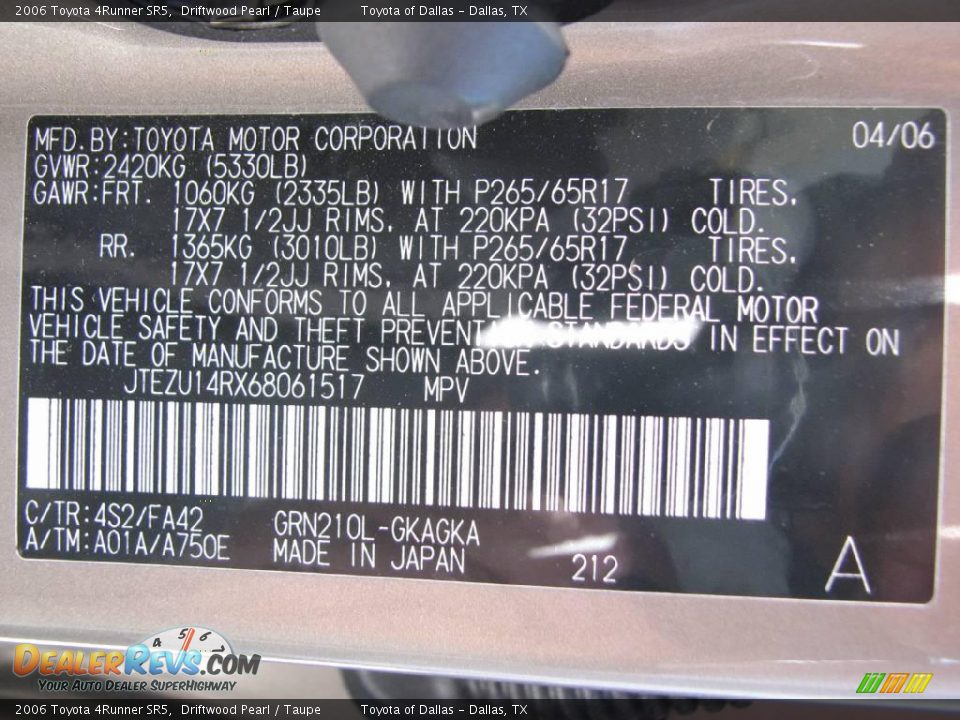 2006 Toyota 4Runner SR5, Driftwood Pearl / Taupe Toyota of Dallas - Dallas, TX
MFD.BY:TOYOTA MOTOR CORPORATION 04/06
GVWR:2420KG (5330LB)
GAWR:FRT. 1060KG (2335LB) WITH P265/65R17 TIRES,
17X7 1/2JJ RIMS, AT 220KPA (32PSI) COLD.
RR. 1365KG (3010LB) WITH P265/65R17 TIRES,
17X7 1/2JJ RIMS, AT 220KPA (32PSI) COLD.
THIS VEHICLE CONFORMS TO ALL APPLICABLE FEDERAL MOTOR
VEHICLE SAFETY AND THEFT PREVENTION STANDARDS IN EFFECT ON
THE DATE OF MANUFACTURE SHOWN ABOVE.
JTEZU14RX68061517 MPV
C/TR:4S2/FA42 GRN210L-GKAGKA
A/TM:A01A/A750E MADE IN JAPAN 212 A
4 5 6
DealerRevs.com
Your Auto Dealer SuperHighway
2006 Toyota 4Runner SR5, Driftwood Pearl / Taupe Toyota of Dallas - Dallas, TX